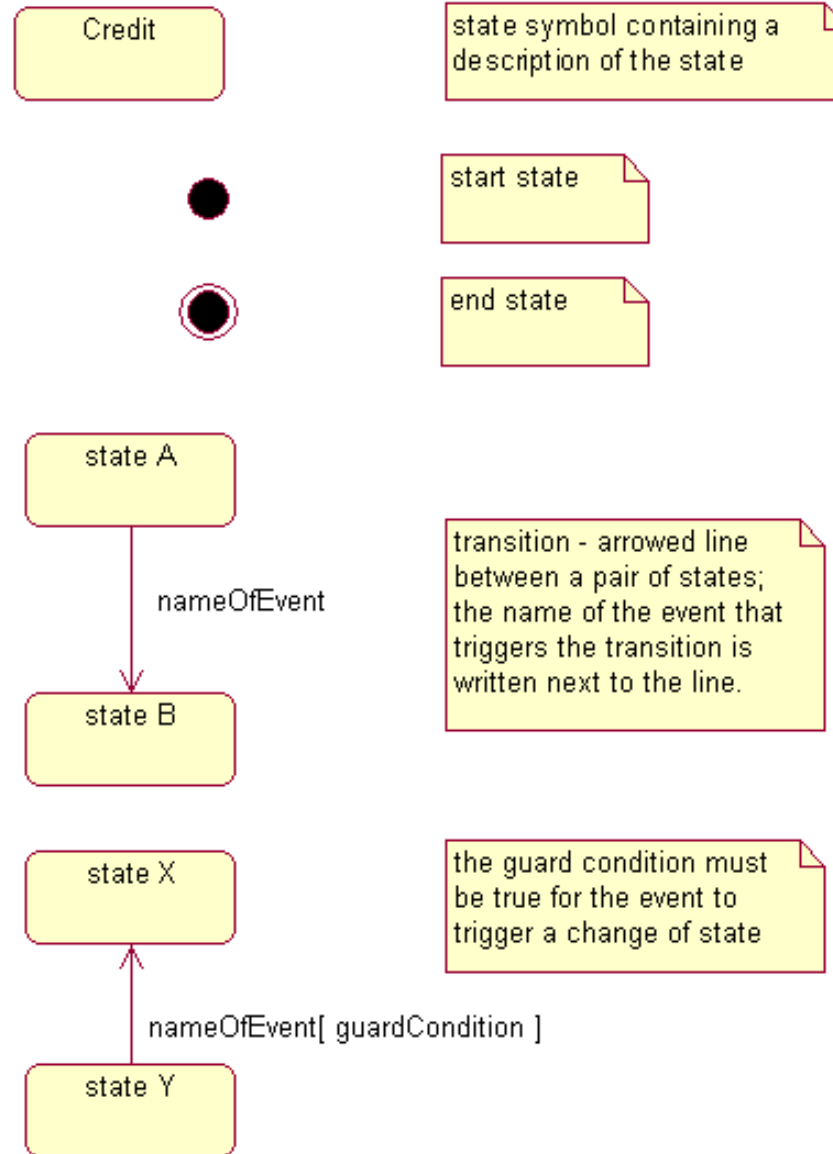 Credit
state symbol containing a
description of the state
start state
end state
state A
nameOfEvent
state B
transition - arrowed line
between a pair of states;
the name of the event that
triggers the transition is
written next to the line.
state X
the guard condition must
be true for the event to
trigger a change of state
nameOfEvent[ guardCondition ]
state Y